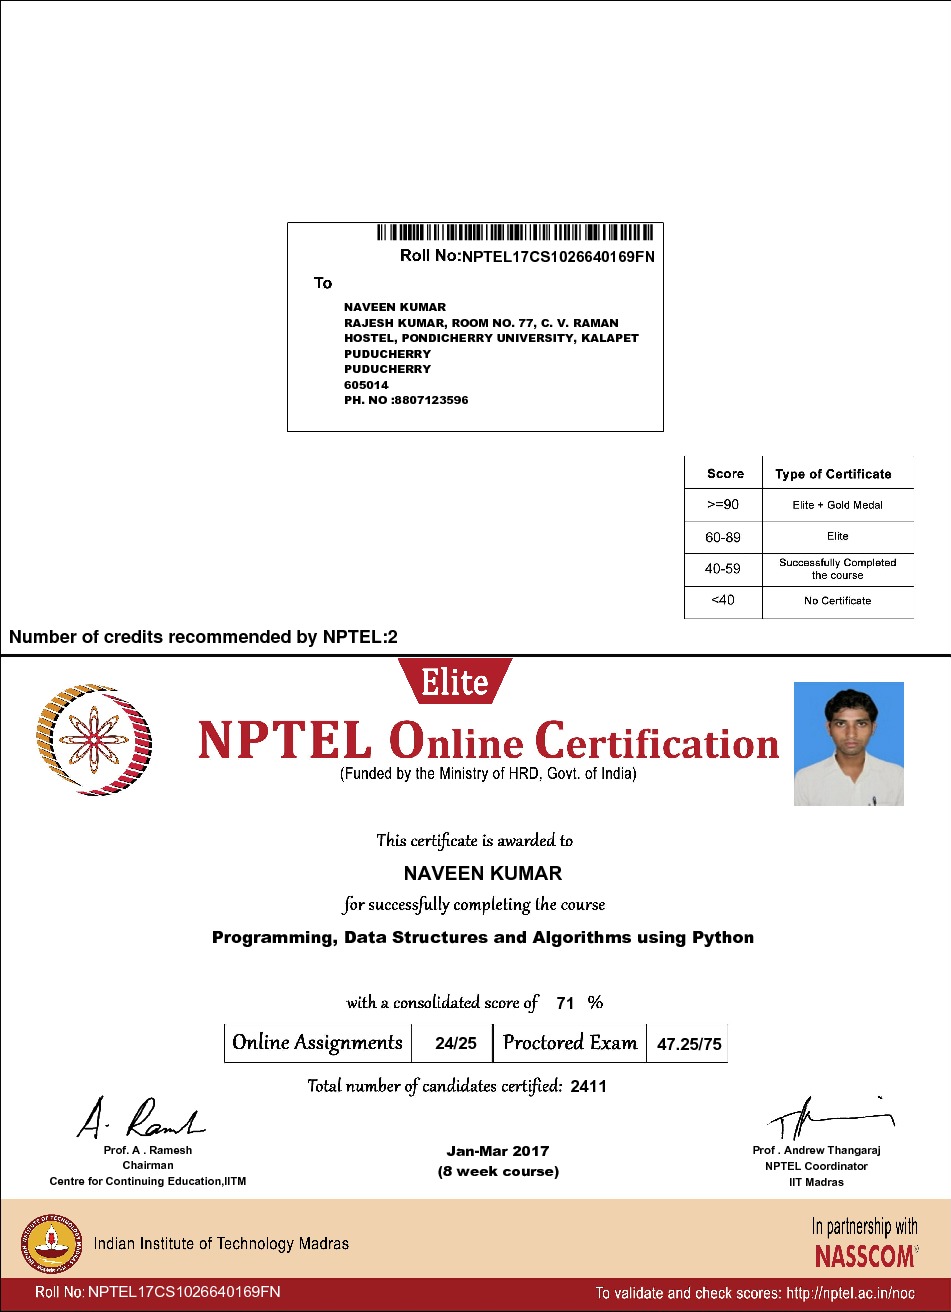 Roll No:NPTEL17CS1026640169FN
To
NAVEEN KUMAR
RAJESH KUMAR, ROOM NO. 77, C. V. RAMAN
HOSTEL, PONDICHERRY UNIVERSITY, KALAPET
PUDUCHERRY
PUDUCHERRY
605014
PH. NO :8807123596
Score Type of Certificate
>=90 Elite + Gold Medal
60-89 Elite
40-59 Successfully Completed
the course
<40 No Certificate
Number of credits recommended by NPTEL:2
Elite
NPTEL Online Certification
(Funded by the Ministry of HRD, Govt. of India)
This certificate is awarded to
NAVEEN KUMAR
for successfully completing the course
Programming, Data Structures and Algorithms using Python
with a consolidated score of 71 %
Online Assignments 24/25 Proctored Exam 47.25/75
Total number of candidates certified: 2411
A. Ramesh
Prof. A . Ramesh
Chairman
Centre for Continuing Education,IITM
Jan-Mar 2017
(8 week course)
Prof . Andrew Thangaraj
NPTEL Coordinator
IIT Madras
Indian Institute of Technology Madras
In partnership with
NASSCOM®
Roll No: NPTEL17CS1026640169FN
To validate and check scores: http://nptel.ac.in/noc